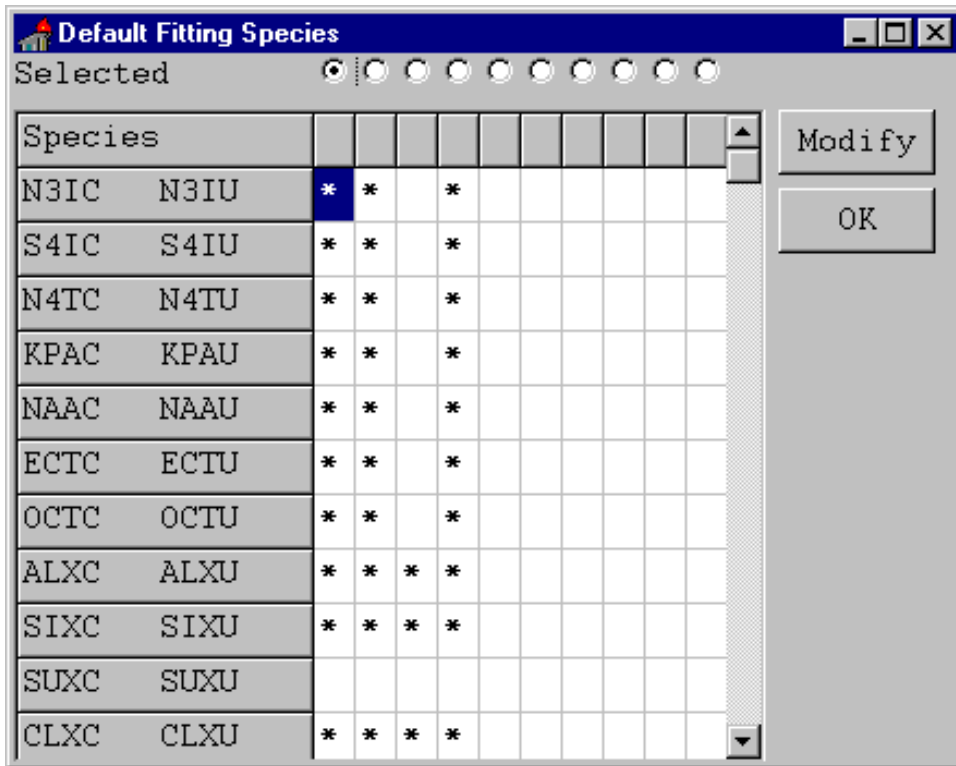 Default Fitting Species
Selected
Species
Modify
N3IC N3IU * * *
OK
S4IC S4IU * * *
N4TC N4TU * * *
KPAC KPAU * * *
NAAC NAAU * * *
ECTC ECTU * * *
OCTC OCTU * * *
ALXC ALXU * * * *
SIXC SIXU * * * *
SUXC SUXU
CLXC CLXU * * * *